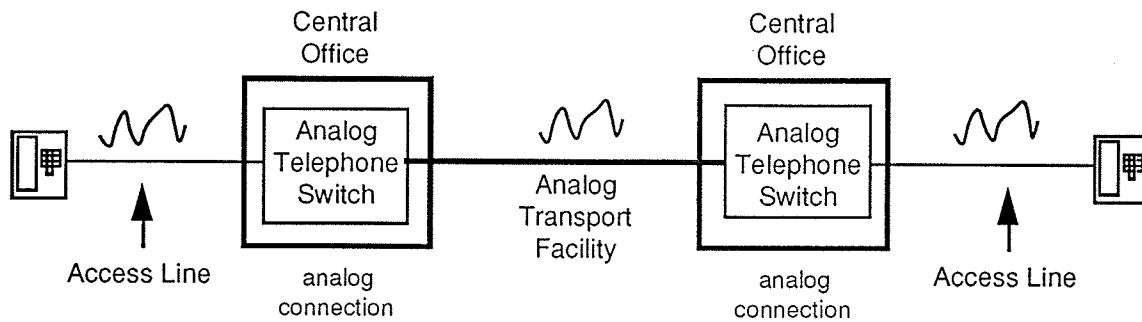 Central
Office
Central
Office
Analog
Telephone
Switch
Analog
Transport
Facility
Analog
Telephone
Switch
Access Line
analog
connection
analog
connection
Access Line